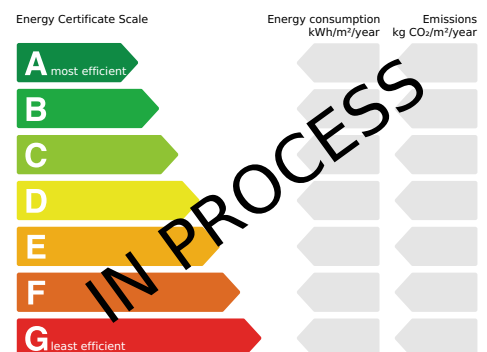 Energy Certificate Scale
Energy consumption
kWh/m²/year
Emissions
kg CO₂/m²/year
A most efficient
B
C
D
E
F
G least efficient
IN PROCESS